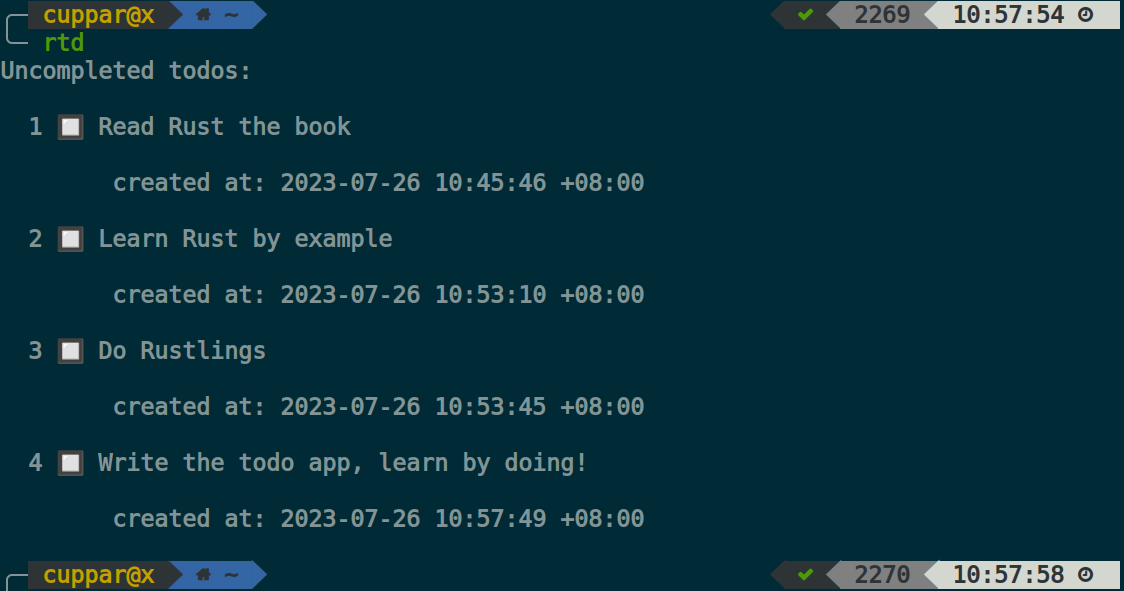 cuppar@x ~ 2269 10:57:54
rtd
Uncompleted todos:
1 Read Rust the book
created at: 2023-07-26 10:45:46 +08:00
2 Learn Rust by example
created at: 2023-07-26 10:53:10 +08:00
3 Do Rustlings
created at: 2023-07-26 10:53:45 +08:00
4 Write the todo app, learn by doing!
created at: 2023-07-26 10:57:49 +08:00
cuppar@x ~ 2270 10:57:58